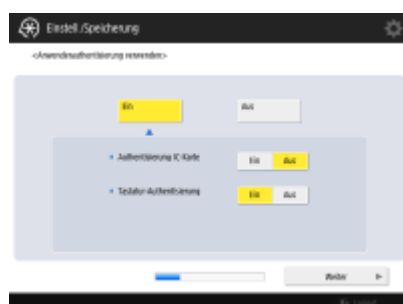 Einstell./Speicherung
<Anwenderauthentisierung verwenden>
Ein
Aus
Authentisierung IC-Karte
Ein
Aus
Tastatur-Authentisierung
Ein
Aus
Weiter